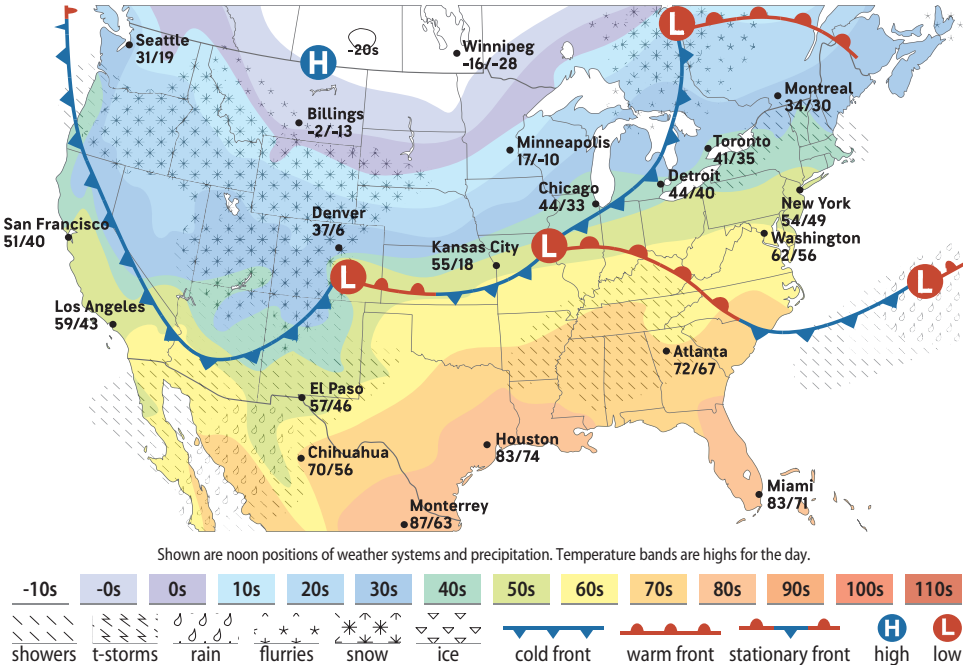 L
Seattle
31/19
H
-20s
Winnipeg
-16/-28
Montreal
34/30
Billings
-2/-13
Minneapolis
17/-10
Toronto
41/35
Detroit
44/40
Chicago
44/33
New York
54/49
Denver
37/6
San Francisco
51/40
Kansas City
55/18
L
Washington
62/56
L
L
Los Angeles
59/43
Atlanta
72/67
El Paso
57/46
Houston
83/74
Chihuahua
70/56
Miami
83/71
Monterrey
87/63
Shown are noon positions of weather systems and precipitation. Temperature bands are highs for the day.
-10s -0s 0s 10s 20s 30s 40s 50s 60s 70s 80s 90s 100s 110s
H L
showers t-storms rain flurries snow ice cold front warm front stationary front high low